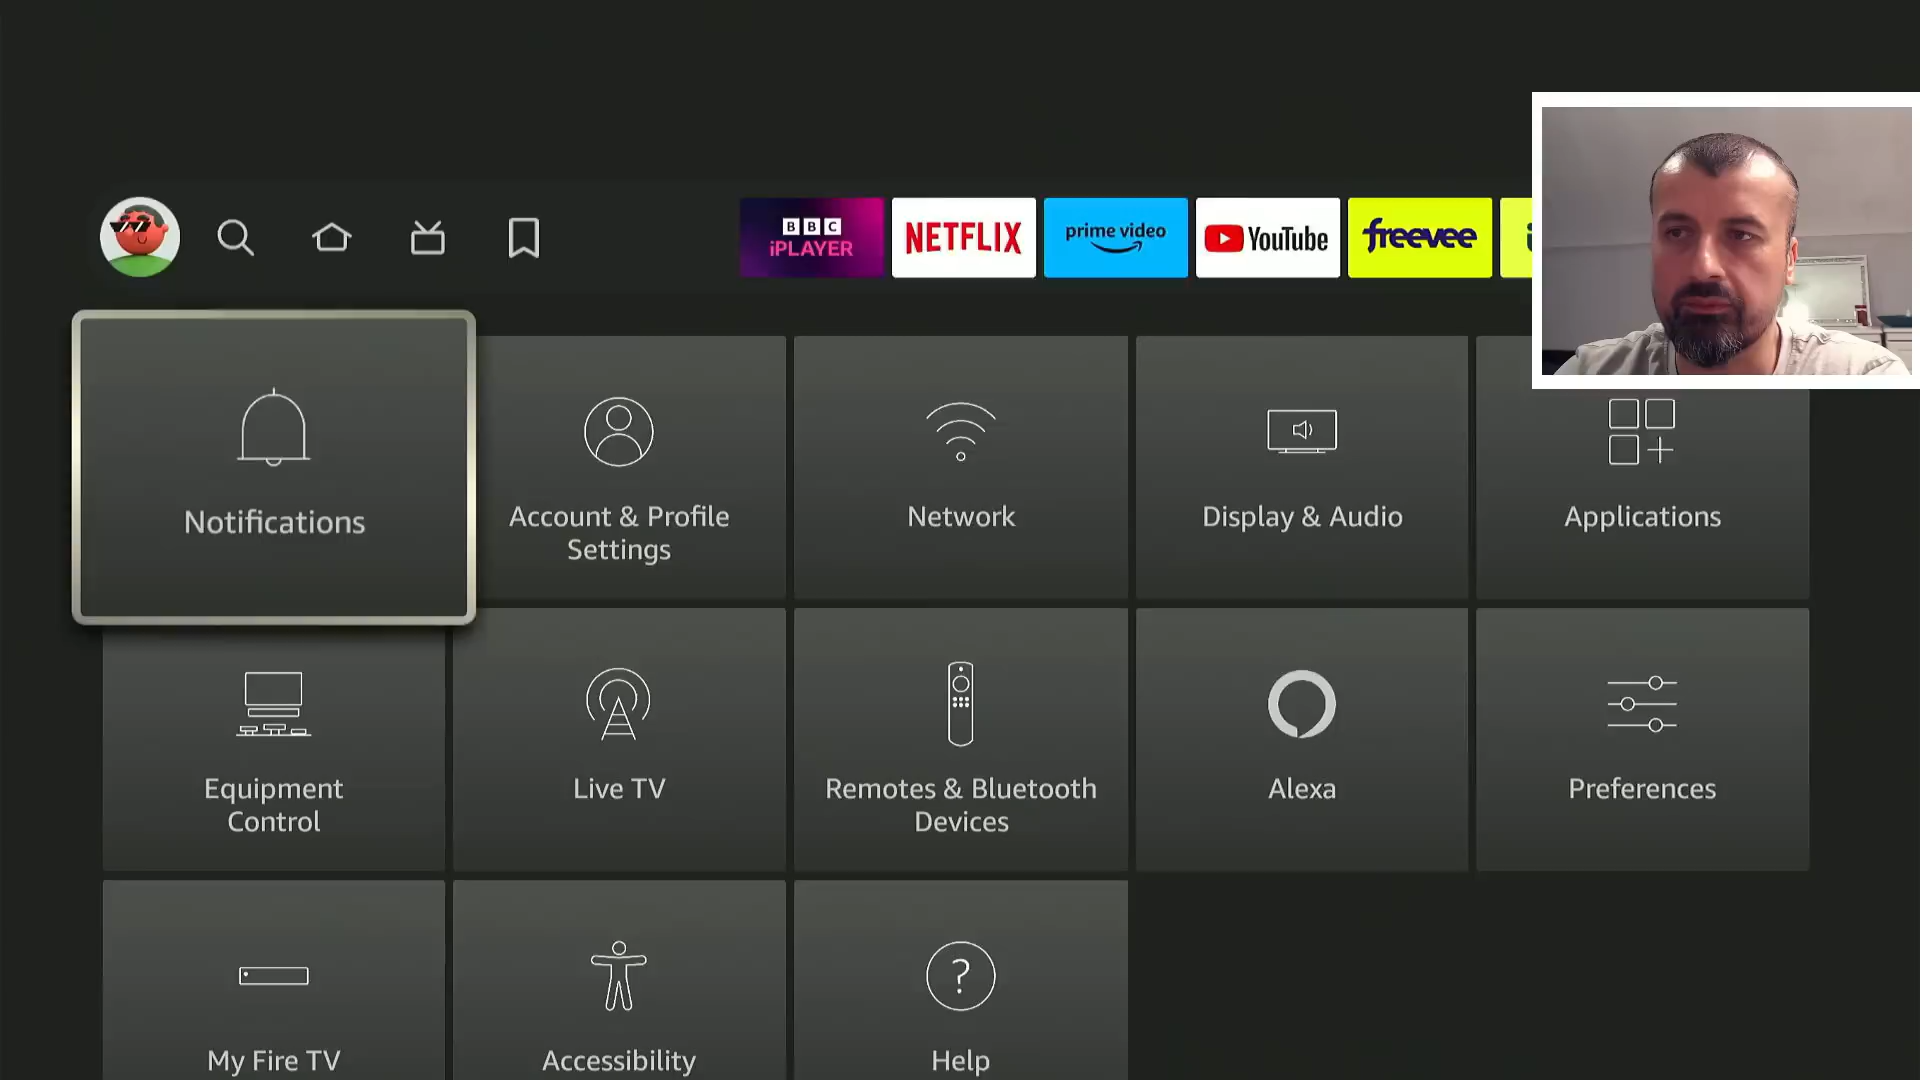 BBC
iPLAYER
NETFLIX
prime video
YouTube
freevee
Notifications
Account & Profile
Settings
Network
Display & Audio
Applications
Equipment
Control
Live TV
Remotes & Bluetooth
Devices
Alexa
Preferences
My Fire TV
Accessibility
?
Help